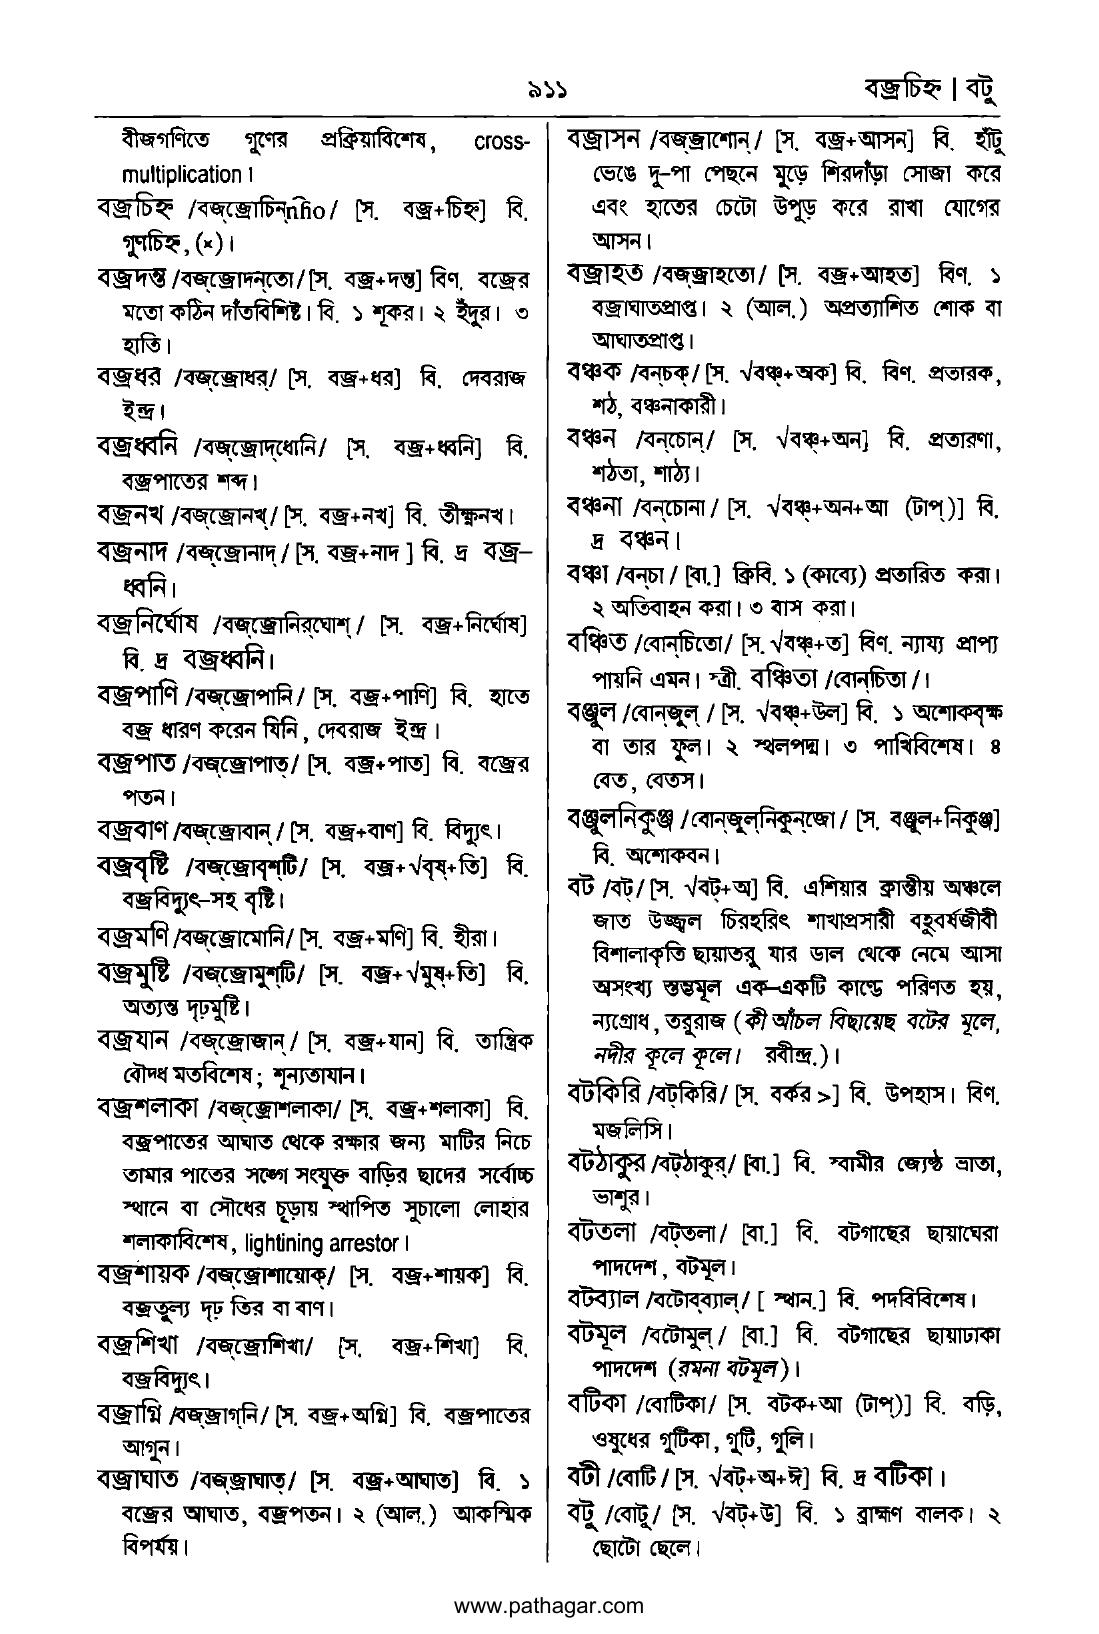 ৯১১
বজ্রচিহ্ন | বটু
বীজগণিতে গুণের প্রক্রিয়াবিশেষ, cross-
multiplication।
বজ্রচিহ্ন /বজ্‌জ্রোচিন্‌nĥo/ [স. বজ্র+চিহ্ন] বি.
গুণচিহ্ন, (×)।
বজ্রদন্ত /বজ্‌জ্রোদন্‌তো/ [স. বজ্র+দন্ত] বিণ. বজ্রের
মতো কঠিন দাঁতবিশিষ্ট। বি. ১ শূকর। ২ ইঁদুর। ৩
হাতি।
বজ্রধর /বজ্‌জ্রোধর্/ [স. বজ্র+ধর] বি. দেবরাজ
ইন্দ্র।
বজ্রধ্বনি /বজ্‌জ্রোদ্‌ধোনি/ [স. বজ্র+ধ্বনি] বি.
বজ্রপাতের শব্দ।
বজ্রনখ /বজ্‌জ্রোনখ্/ [স. বজ্র+নখ] বি. তীক্ষ্ণনখ।
বজ্রনাদ /বজ্‌জ্রোনাদ্/ [স. বজ্র+নাদ ] বি. দ্র বজ্র–
ধ্বনি।
বজ্রনির্ঘোষ /বজ্‌জ্রোনির্‌ঘোশ্/ [স. বজ্র+নির্ঘোষ]
বি. দ্র বজ্রধ্বনি।
বজ্রপাণি /বজ্‌জ্রোপানি/ [স. বজ্র+পাণি] বি. হাতে
বজ্র ধারণ করেন যিনি, দেবরাজ ইন্দ্র।
বজ্রপাত /বজ্‌জ্রোপাত্/ [স. বজ্র+পাত] বি. বজ্রের
পতন।
বজ্রবাণ /বজ্‌জ্রোবান্/ [স. বজ্র+বাণ] বি. বিদ্যুৎ।
বজ্রবৃষ্টি /বজ্‌জ্রোবৃশ্‌টি/ [স. বজ্র+√বৃষ্+তি] বি.
বজ্রবিদ্যুৎ–সহ বৃষ্টি।
বজ্রমণি /বজ্‌জ্রোমোনি/ [স. বজ্র+মণি] বি. হীরা।
বজ্রমুষ্টি /বজ্‌জ্রোমুশ্‌টি/ [স. বজ্র+√মুষ্+তি] বি.
অত্যন্ত দৃঢ়মুষ্টি।
বজ্রযান /বজ্‌জ্রোজান্/ [স. বজ্র+যান] বি. তান্ত্রিক
বৌদ্ধ মতবিশেষ; শূন্যতাযান।
বজ্রশলাকা /বজ্‌জ্রোশলাকা/ [স. বজ্র+শলাকা] বি.
বজ্রপাতের আঘাত থেকে রক্ষার জন্য মাটির নিচে
তামার পাতের সঙ্গে সংযুক্ত বাড়ির ছাদের সর্বোচ্চ
স্থানে বা সৌধের চূড়ায় স্থাপিত সুচালো লোহার
শলাকাবিশেষ, lightining arrestor।
বজ্রশায়ক /বজ্‌জ্রোশায়োক্/ [স. বজ্র+শায়ক] বি.
বজ্রতুল্য দৃঢ় তির বা বাণ।
বজ্রশিখা /বজ্‌জ্রোশিখা/ [স. বজ্র+শিখা] বি.
বজ্রবিদ্যুৎ।
বজ্রাগ্নি /বজ্‌জ্রাগ্‌নি/ [স. বজ্র+অগ্নি] বি. বজ্রপাতের
আগুন।
বজ্রাঘাত /বজ্‌জ্রাঘাত্/ [স. বজ্র+আঘাত] বি. ১
বজ্রের আঘাত, বজ্রপতন। ২ (আল.) আকস্মিক
বিপর্যয়।
বজ্রাসন /বজ্‌জ্রাশোন্/ [স. বজ্র+আসন] বি. হাঁটু
ভেঙে দু–পা পেছনে মুড়ে শিরদাঁড়া সোজা করে
এবং হাতের চেটো উপুড় করে রাখা যোগের
আসন।
বজ্রাহত /বজ্‌জ্রাহতো/ [স. বজ্র+আহত] বিণ. ১
বজ্রাঘাতপ্রাপ্ত। ২ (আল.) অপ্রত্যাশিত শোক বা
আঘাতপ্রাপ্ত।
বঞ্চক /বন্‌চক্/ [স. √বঞ্চ্+অক] বি. বিণ. প্রতারক,
শঠ, বঞ্চনাকারী।
বঞ্চন /বন্‌চোন্/ [স. √বঞ্চ্+অন] বি. প্রতারণা,
শঠতা, শাঠ্য।
বঞ্চনা /বন্‌চোনা/ [স. √বঞ্চ্+অন+আ (টাপ্)] বি.
দ্র বঞ্চন।
বঞ্চা /বন্‌চা/ [বা.] ক্রিবি. ১ (কাব্যে) প্রতারিত করা।
২ অতিবাহন করা। ৩ বাস করা।
বঞ্চিত /বোন্‌চিতো/ [স. √বঞ্চ্+ত] বিণ. ন্যায্য প্রাপ্য
পায়নি এমন। স্ত্রী. বঞ্চিতা /বোন্‌চিতা/।
বঞ্জুল /বোন্‌জুল্/ [স. √বঞ্চ্+উল] বি. ১ অশোকবৃক্ষ
বা তার ফুল। ২ স্থলপদ্ম। ৩ পাখিবিশেষ। ৪
বেত, বেতস।
বঞ্জুলনিকুঞ্জ /বোন্‌জুল্‌নিকুন্‌জো/ [স. বঞ্জুল+নিকুঞ্জ]
বি. অশোকবন।
বট /বট্/ [স. √বট্+অ] বি. এশিয়ার ক্রান্তীয় অঞ্চলে
জাত উজ্জ্বল চিরহরিৎ শাখাপ্রসারী বহুবর্ষজীবী
বিশালাকৃতি ছায়াতরু যার ডাল থেকে নেমে আসা
অসংখ্য স্তম্ভমূল এক–একটি কাণ্ডে পরিণত হয়,
ন্যগ্রোধ, তরুরাজ (কী আঁচল বিছায়েছ বটের মূলে,
নদীর কূলে কূলে। রবীন্দ্র.)।
বটকিরি /বট্‌কিরি/ [স. বর্কর >] বি. উপহাস। বিণ.
মজলিসি।
বটঠাকুর /বট্‌ঠাকুর্/ [বা.] বি. স্বামীর জ্যেষ্ঠ ভ্রাতা,
ভাশুর।
বটতলা /বট্‌তলা/ [বা.] বি. বটগাছের ছায়াঘেরা
পাদদেশ, বটমূল।
বটব্যাল /বটোব্‌ব্যাল্/ [ স্থান.] বি. পদবিবিশেষ।
বটমূল /বটোমুল্/ [বা.] বি. বটগাছের ছায়াঢাকা
পাদদেশ (রমনা বটমূল)।
বটিকা /বোটিকা/ [স. বটক+আ (টাপ্)] বি. বড়ি,
ওষুধের গুটিকা, গুটি, গুলি।
বটী /বোটি/ [স. √বট্+অ+ঈ] বি. দ্র বটিকা।
বটু /বোটু/ [স. √বট্+উ] বি. ১ ব্রাহ্মণ বালক। ২
ছোটো ছেলে।
www.pathagar.com